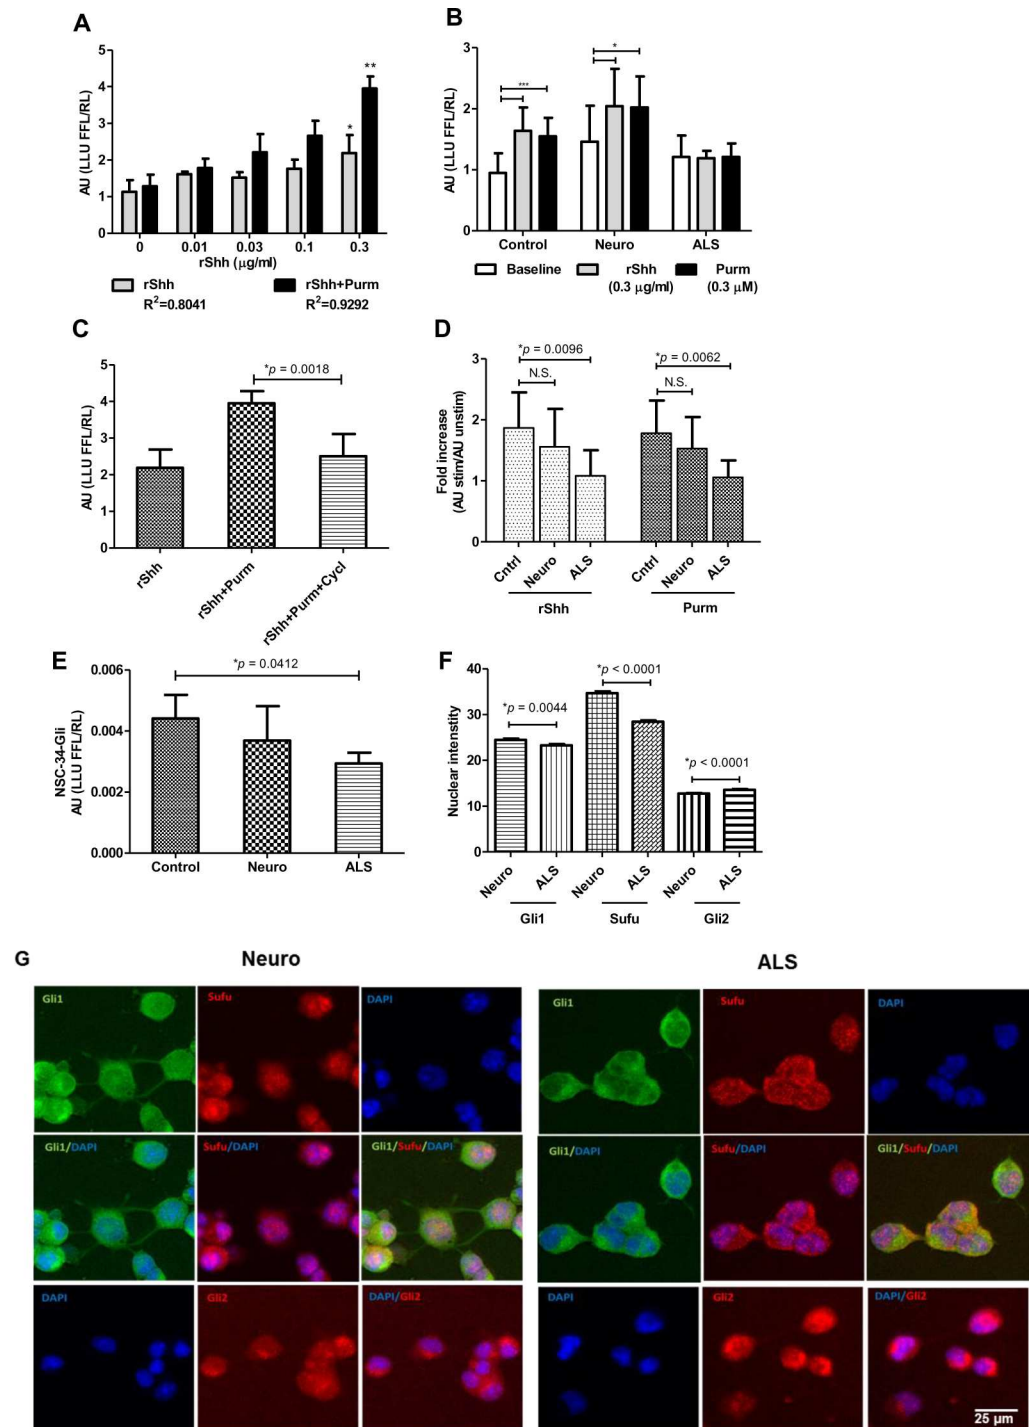 A
AU (LLU FFL/RL)
5
4
3
2
1
0
*
**
0 0.01 0.03 0.1 0.3
rShh (μg/ml)
rShh rShh+Purm
R²=0.8041 R²=0.9292
B
AU (LLU FFL/RL)
3
2
1
0
***
*
Control Neuro ALS
Baseline rShh Purm
(0.3 μg/ml) (0.3 μM)
C
AU (LLU FFL/RL)
5
4
3
2
1
0
*p = 0.0018
rShh rShh+Purm rShh+Purm+Cycl
D
Fold increase
(AU stim/AU unstim)
3
2
1
0
*p = 0.0096
N.S.
*p = 0.0062
N.S.
Cntrl Neuro ALS Cntrl Neuro ALS
rShh Purm
E
NSC-34-Gli
AU (LLU FFL/RL)
0.006
0.004
0.002
0.000
*p = 0.0412
Control Neuro ALS
F
Nuclear intenstity
40
30
20
10
0
*p = 0.0044
*p < 0.0001
*p < 0.0001
Neuro ALS Neuro ALS Neuro ALS
Gli1 Sufu Gli2
G
Neuro
ALS
Gli1 Sufu DAPI
Gli1/DAPI Sufu/DAPI Gli1/Sufu/DAPI
DAPI Gli2 DAPI/Gli2
Gli1 Sufu DAPI
Gli1/DAPI Sufu/DAPI Gli1/Sufu/DAPI
DAPI Gli2 DAPI/Gli2
25 μm